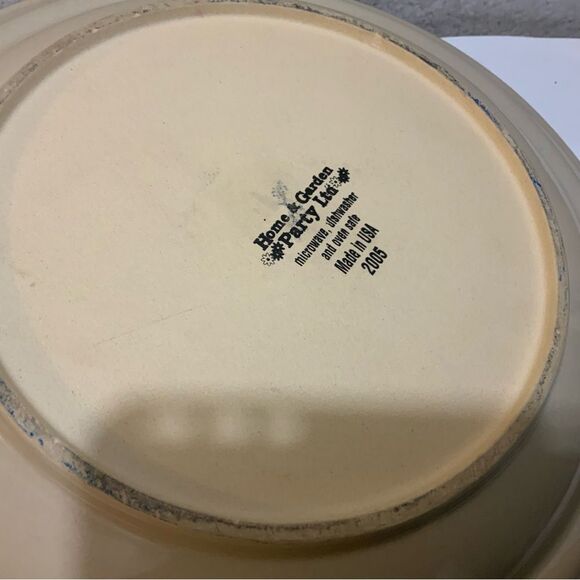 Home & Garden
Party Ltd
microwave, dishwasher
and oven safe
Made in USA
2005